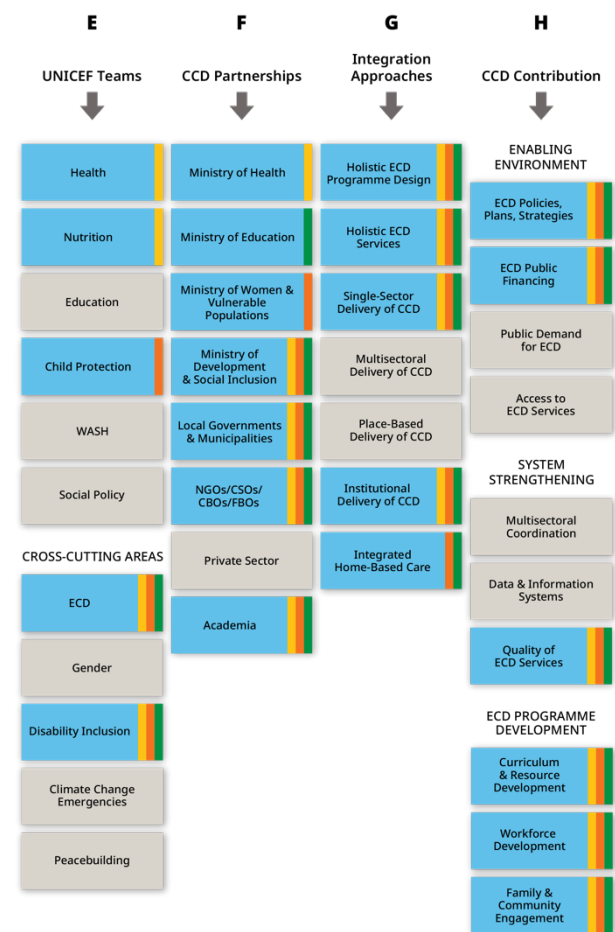 E
UNICEF Teams
Health
Nutrition
Education
Child Protection
WASH
Social Policy
CROSS-CUTTING AREAS
ECD
Gender
Disability Inclusion
Climate Change
Emergencies
Peacebuilding
F
CCD Partnerships
Ministry of Health
Ministry of Education
Ministry of Women &
Vulnerable
Populations
Ministry of
Development
& Social Inclusion
Local Governments
& Municipalities
NGOs/CSOs/
CBOs/FBOs
Private Sector
Academia
G
Integration
Approaches
Holistic ECD
Programme Design
Holistic ECD
Services
Single-Sector
Delivery of CCD
Multisectoral
Delivery of CCD
Place-Based
Delivery of CCD
Institutional
Delivery of CCD
Integrated
Home-Based Care
H
CCD Contribution
ENABLING
ENVIRONMENT
ECD Policies,
Plans, Strategies
ECD Public
Financing
Public Demand
for ECD
Access to
ECD Services
SYSTEM
STRENGTHENING
Multisectoral
Coordination
Data & Information
Systems
Quality of
ECD Services
ECD PROGRAMME
DEVELOPMENT
Curriculum
& Resource
Development
Workforce
Development
Family &
Community
Engagement